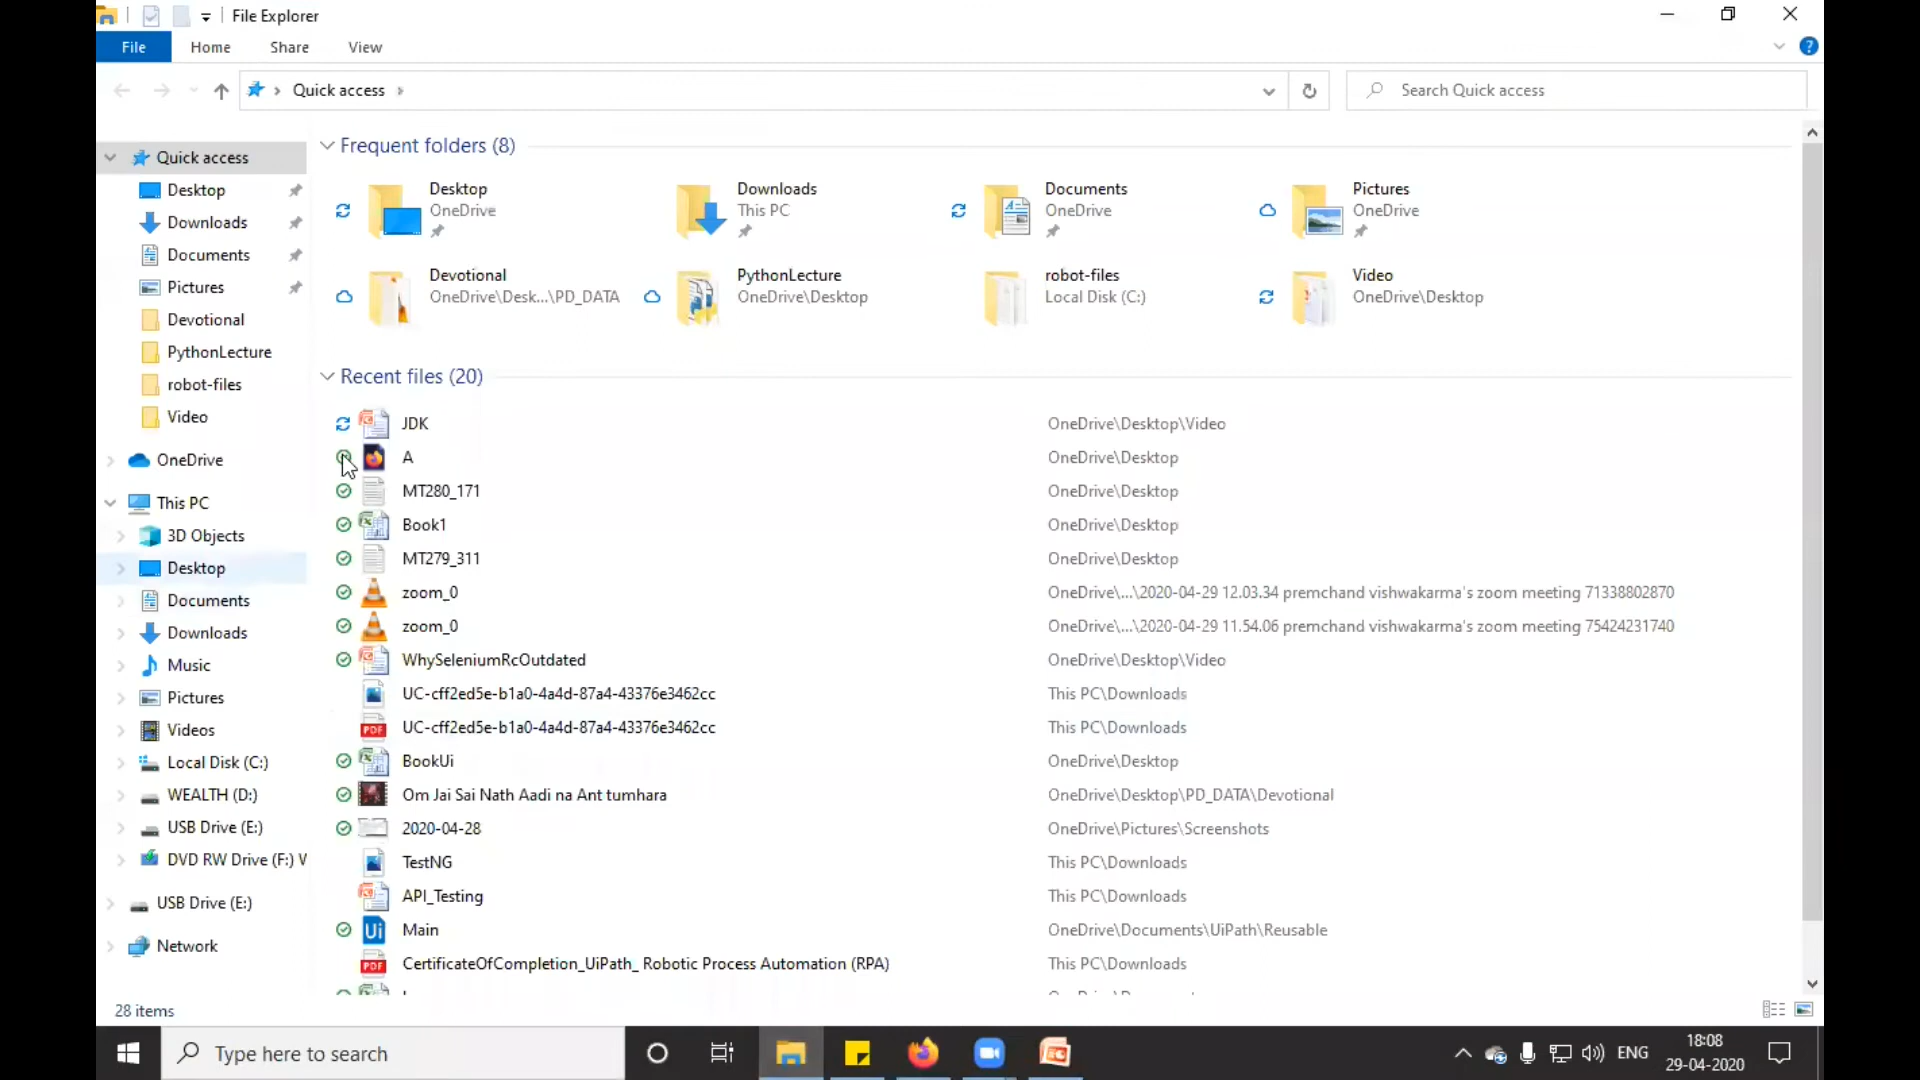 File Explorer
File Home Share View
Quick access
Search Quick access
Quick access
Desktop
Downloads
Documents
Pictures
Devotional
PythonLecture
robot-files
Video
OneDrive
This PC
3D Objects
Desktop
Documents
Downloads
Music
Pictures
Videos
Local Disk (C:)
WEALTH (D:)
USB Drive (E:)
DVD RW Drive (F:) V
USB Drive (E:)
Network
Frequent folders (8)
Desktop
OneDrive
Downloads
This PC
Documents
OneDrive
Pictures
OneDrive
Devotional
OneDrive\Desk...\PD_DATA
PythonLecture
OneDrive\Desktop
robot-files
Local Disk (C:)
Video
OneDrive\Desktop
Recent files (20)
JDK OneDrive\Desktop\Video
A OneDrive\Desktop
MT280_171 OneDrive\Desktop
Book1 OneDrive\Desktop
MT279_311 OneDrive\Desktop
zoom_0 OneDrive\...\2020-04-29 12.03.34 premchand vishwakarma's zoom meeting 71338802870
zoom_0 OneDrive\...\2020-04-29 11.54.06 premchand vishwakarma's zoom meeting 75424231740
WhySeleniumRcOutdated OneDrive\Desktop\Video
UC-cff2ed5e-b1a0-4a4d-87a4-43376e3462cc This PC\Downloads
UC-cff2ed5e-b1a0-4a4d-87a4-43376e3462cc This PC\Downloads
BookUi OneDrive\Desktop
Om Jai Sai Nath Aadi na Ant tumhara OneDrive\Desktop\PD_DATA\Devotional
2020-04-28 OneDrive\Pictures\Screenshots
TestNG This PC\Downloads
API_Testing This PC\Downloads
Main OneDrive\Documents\UiPath\Reusable
CertificateOfCompletion_UiPath_ Robotic Process Automation (RPA) This PC\Downloads
28 items
Type here to search
ENG
18:08
29-04-2020